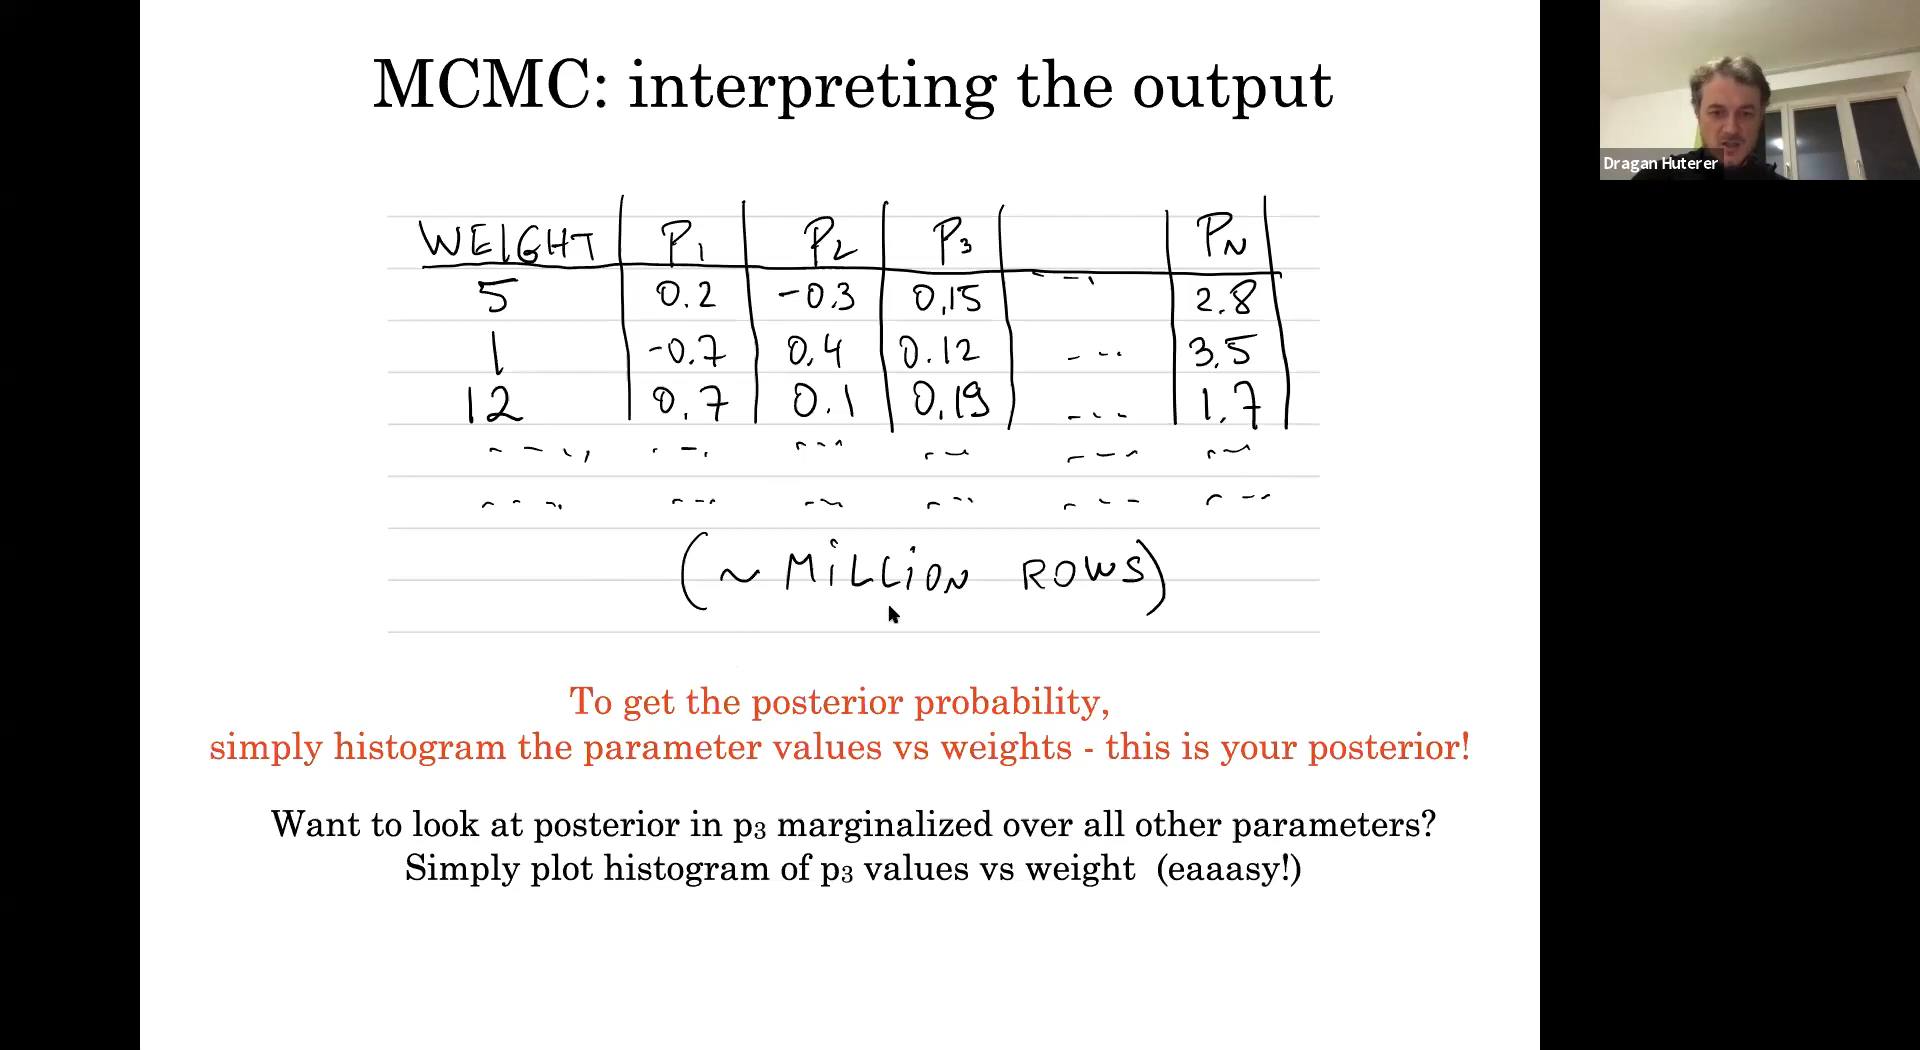 MCMC: interpreting the output
Dragan Huterer
WEIGHT P1 P2 P3 PN
5 0.2 -0.3 0.15 2.8
1 -0.7 0.4 0.12 --- 3.5
12 0.7 0.1 0.19 --- 1.7
(~ MiLLiON ROWS)
To get the posterior probability,
simply histogram the parameter values vs weights - this is your posterior!
Want to look at posterior in p3 marginalized over all other parameters?
Simply plot histogram of p3 values vs weight (eaaasy!)